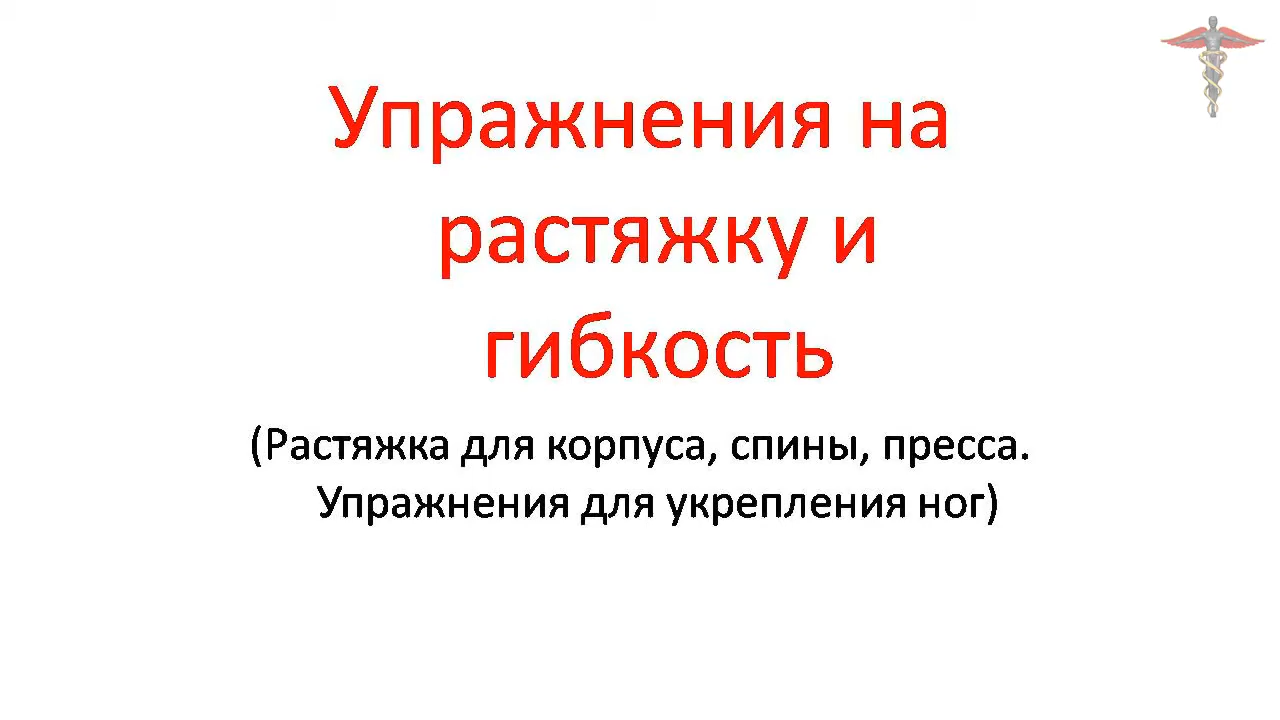 Упражнения на
растяжку и
гибкость
(Растяжка для корпуса, спины, пресса.
Упражнения для укрепления ног)